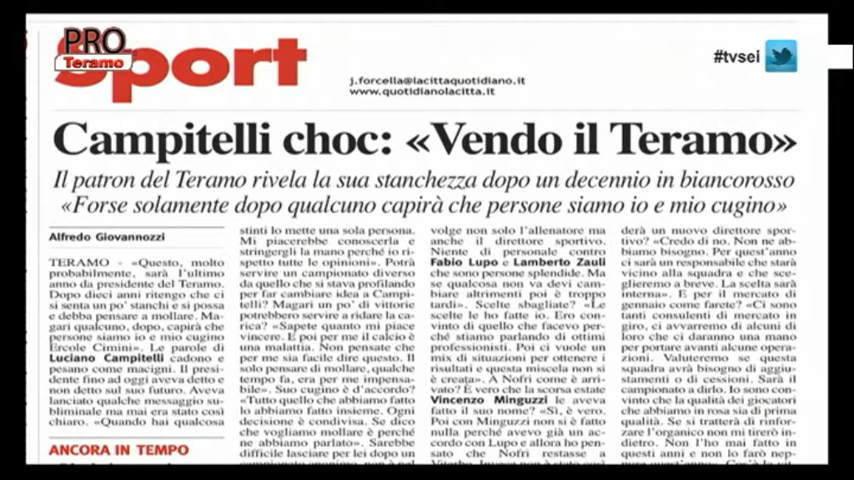 PRO
Teramo
Sport
#tvsei
j.forcella@lacittaquotidiano.it
www.quotidianolacitta.it
Campitelli choc: «Vendo il Teramo»
Il patron del Teramo rivela la sua stanchezza dopo un decennio in biancorosso
«Forse solamente dopo qualcuno capirà che persone siamo io e mio cugino»
Alfredo Giovannozzi
TERAMO - «Questo, molto
probabilmente, sarà l'ultimo
anno da presidente del Teramo.
Dopo dieci anni ritengo che ci
si senta un po' stanchi e si possa
e debba pensare a mollare. Ma-
gari qualcuno, dopo, capirà che
persone siamo io e mio cugino
Ercole Cimini». Le parole di
Luciano Campitelli cadono e
pesano come macigni. Il presi-
dente fino ad oggi aveva detto e
non detto sul suo futuro. Aveva
lanciato qualche messaggio su-
bliminale ma mai era stato così
chiaro. «Quando hai qualcosa
ANCORA IN TEMPO
stinti lo mette una sola persona.
Mi piacerebbe conoscerla e
stringergli la mano perché io ri-
spetto tutte le opinioni». Potrà
servire un campionato diverso
da quello che si stava profilando
per far cambiare idea a Campi-
telli? Magari un po' di vittorie
potrebbero servire a ridare la ca-
rica? «Sapete quanto mi piace
vincere. E poi per me il calcio è
una malattia. Non pensate che
per me sia facile dire questo. Il
solo pensare di mollare, qualche
tempo fa, era per me impensa-
bile». Suo cugino è d'accordo?
«Tutto quello che abbiamo fatto
lo abbiamo fatto insieme. Ogni
decisione è condivisa. Se dico
che vogliamo mollare è perché
ne abbiamo parlato». Sarebbe
difficile lasciare per lei dopo un
volge non solo l'allenatore ma
anche il direttore sportivo.
Niente di personale contro
Fabio Lupo e Lamberto Zauli
che sono persone splendide. Ma
se qualcosa non va devi cam-
biare altrimenti poi è troppo
tardi». Scelte sbagliate? «Le
scelte le ho fatte io. Ero con-
vinto di quello che facevo per-
ché stiamo parlando di ottimi
professionisti. Poi ci vuole un
mix di situazioni per ottenere i
risultati e questa miscela non si
è creata». A Nofri come è arri-
vato? È vero che la scorsa estate
Vincenzo Minguzzi le aveva
fatto il suo nome? «Sì, è vero.
Poi con Minguzzi non si è fatto
nulla perché avevo già un ac-
cordo con Lupo e allora ho pen-
sato che Nofri restasse a
derà un nuovo direttore spor-
tivo? «Credo di no. Non ne ab-
biamo bisogno. Per quest'anno
ci sarà un responsabile che starà
vicino alla squadra e che sce-
glieremo a breve. La scelta sarà
interna». E per il mercato di
gennaio come farete? «Ci sono
tanti consulenti di mercato in
giro, ci avvarremo di alcuni di
loro che ci daranno una mano
per portare avanti alcune opera-
zioni. Valuteremo se questa
squadra avrà bisogno di aggiu-
stamenti o di cessioni. Sarà il
campionato a dirlo. Io sono con-
vinto che la qualità dei giocatori
che abbiamo in rosa sia di prima
qualità. Se si tratterà di rinfor-
zare l'organico non mi tirerò in-
dietro. Non l'ho mai fatto in
questi anni e non lo farò nep-